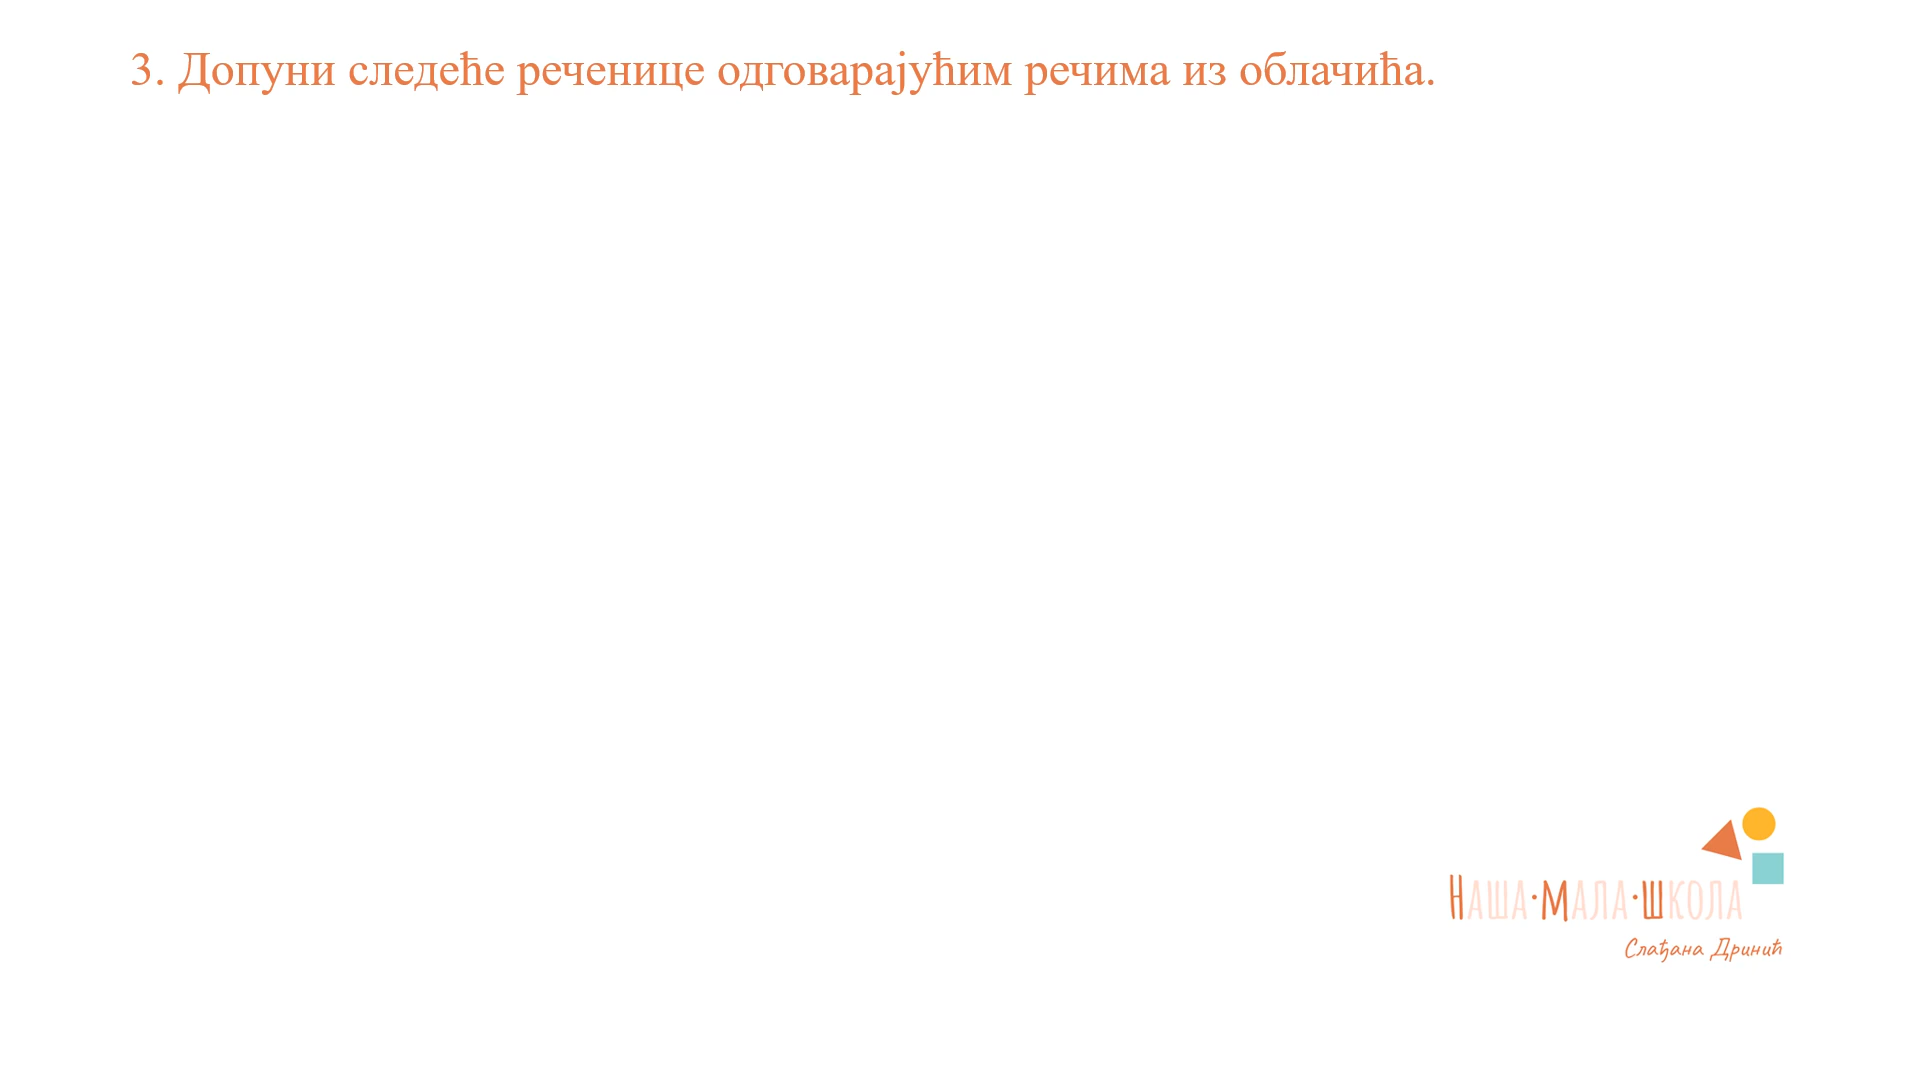 3. Допуни следеће реченице одговарајућим речима из облачића.
НАША·МАЛА·ШКОЛА
Слађана Дринић